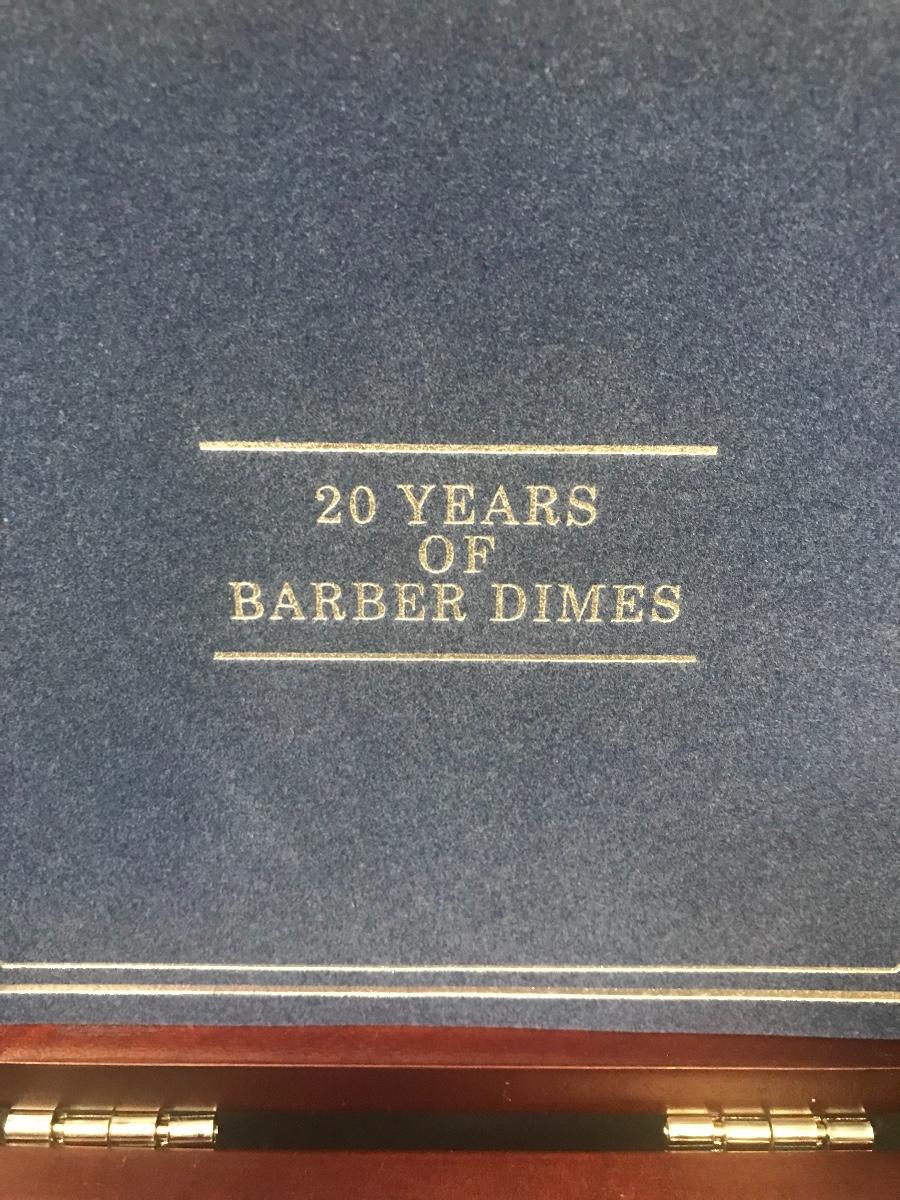 20 YEARS
OF
BARBER DIMES